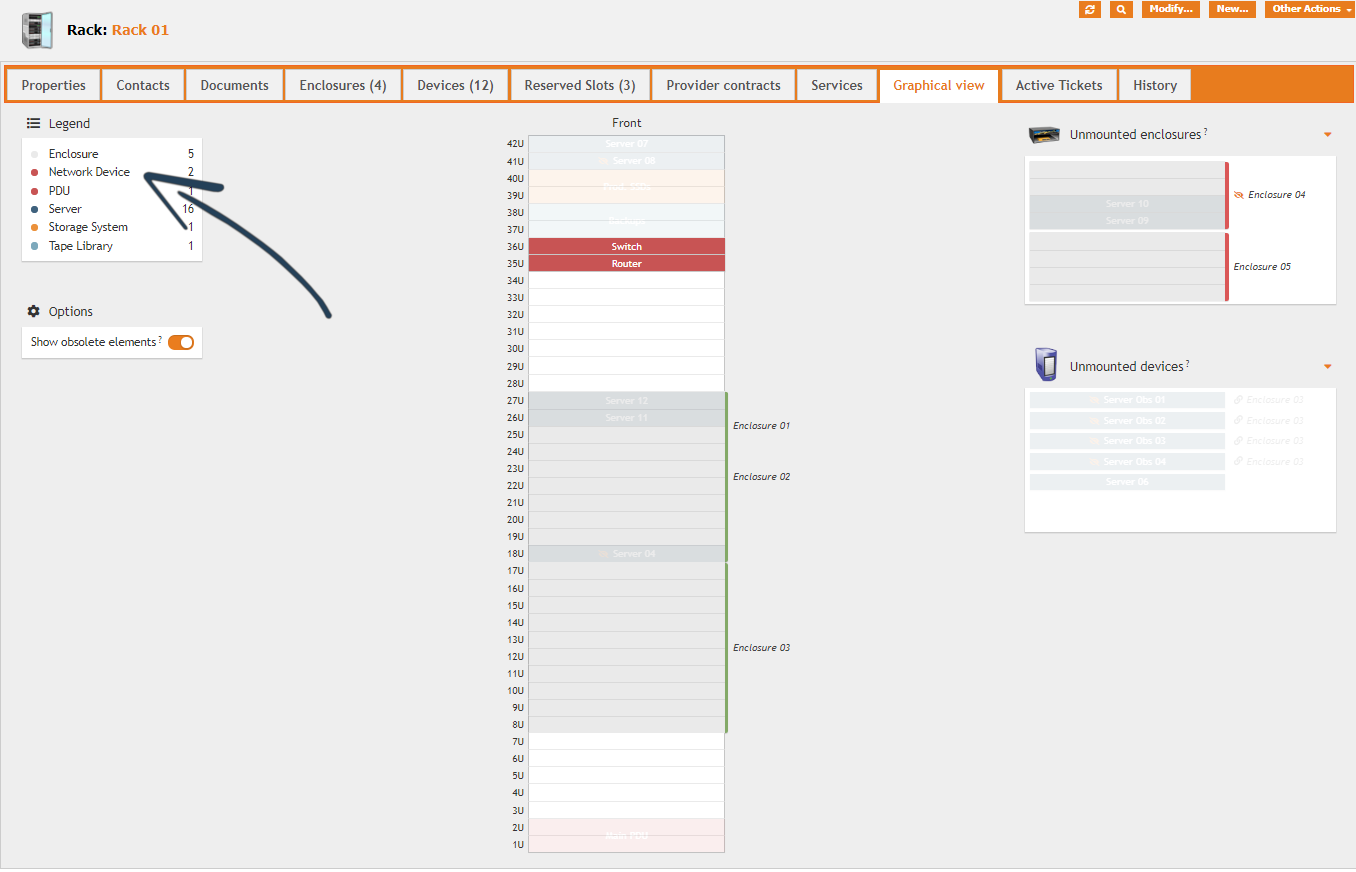 Rack: Rack 01
Modify... New... Other Actions
Properties Contacts Documents Enclosures (4) Devices (12) Reserved Slots (3) Provider contracts Services Graphical view Active Tickets History
Legend
Enclosure 5
Network Device 2
PDU 1
Server 16
Storage System 1
Tape Library 1
Options
Show obsolete elements ?
Front
42U Server 07
41U Server 08
40U
39U
38U
37U
36U Switch
35U Router
34U
33U
32U
31U
30U
29U
28U
27U Server 12
26U Server 11
25U Enclosure 01
24U
23U
22U Enclosure 02
21U
20U
19U
18U Server 04
17U
16U
15U
14U
13U
12U Enclosure 03
11U
10U
9U
8U
7U
6U
5U
4U
3U
2U Main PDU
1U
Unmounted enclosures ?
Enclosure 04
Server 10
Server 09
Enclosure 05
Unmounted devices ?
Server Obs 01 Enclosure 03
Server Obs 02 Enclosure 03
Server Obs 03 Enclosure 03
Server Obs 04 Enclosure 03
Server 06